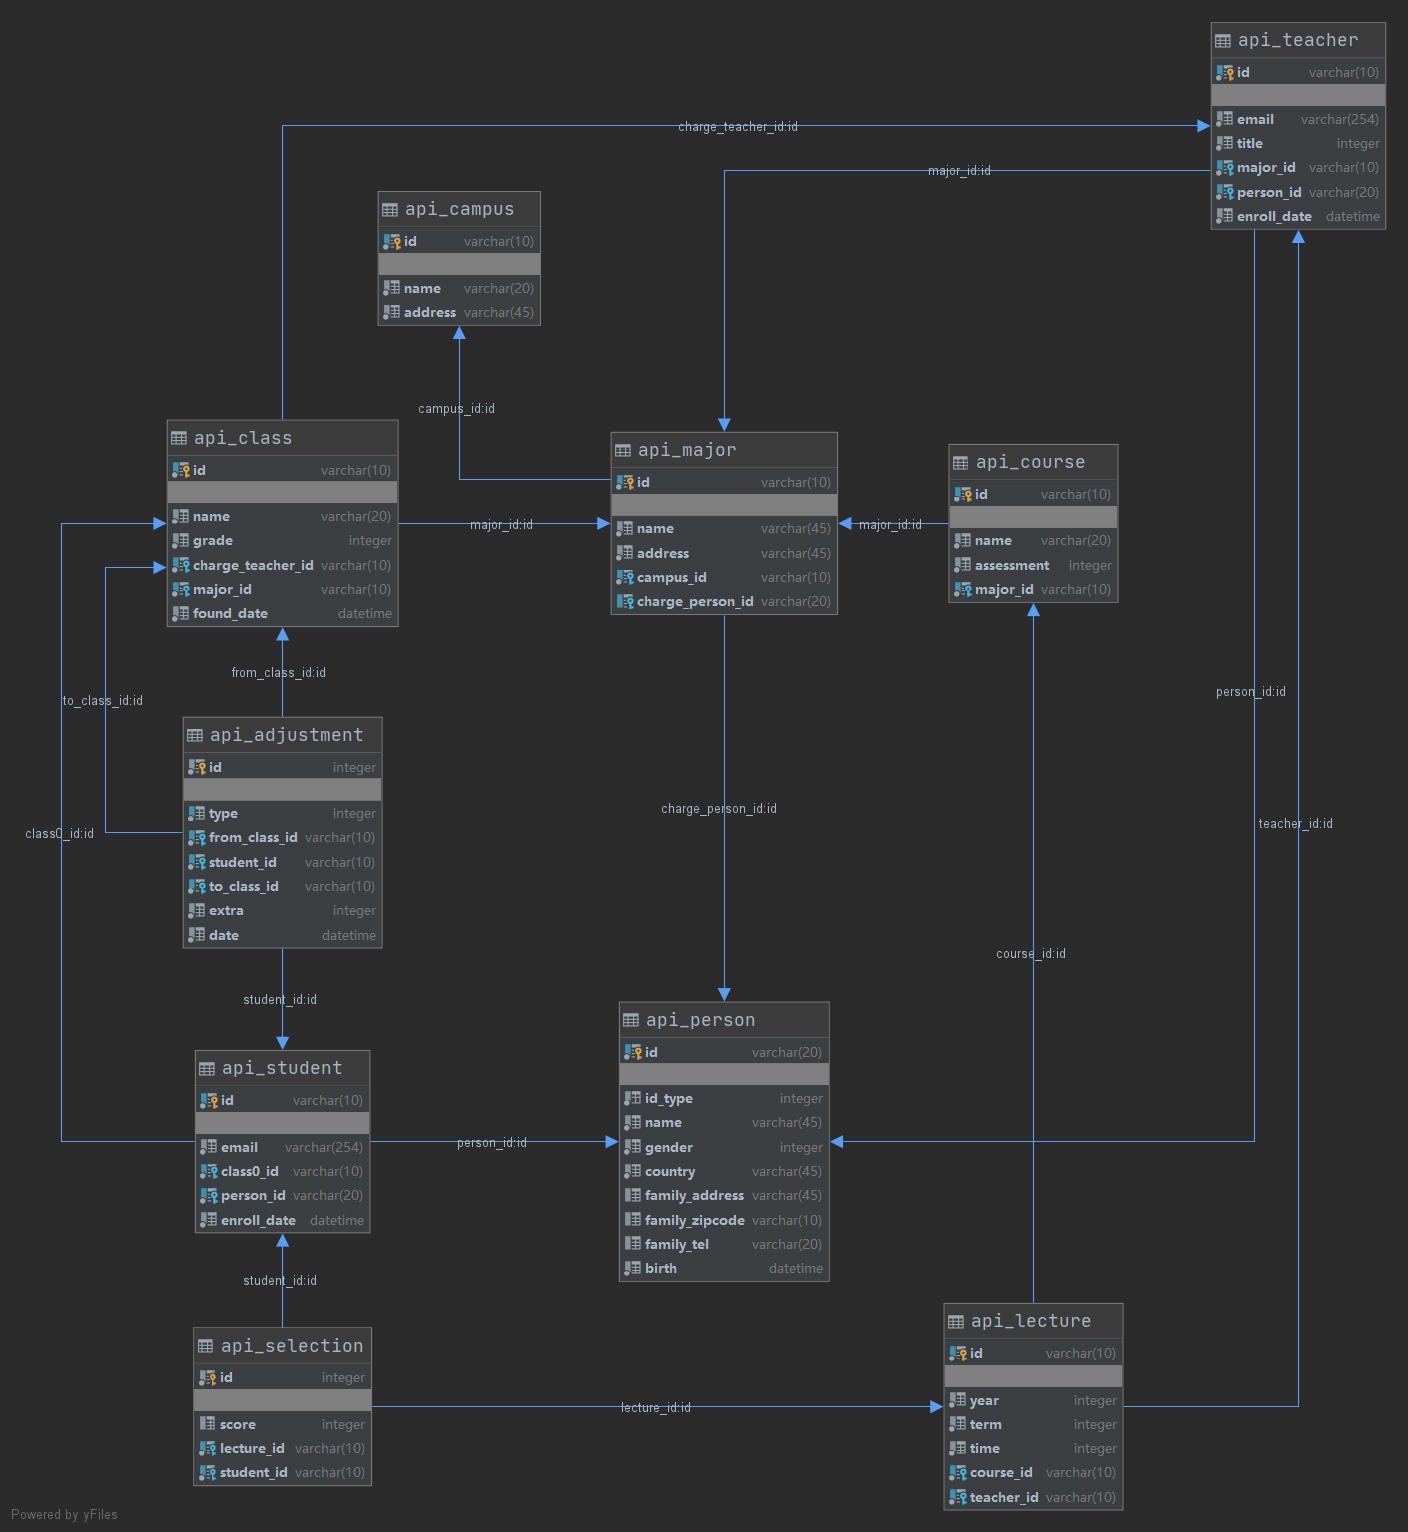 api_teacher
id varchar(10)
email varchar(254)
title integer
major_id varchar(10)
person_id varchar(20)
enroll_date datetime
charge_teacher_id:id
major_id:id
api_campus
id varchar(10)
name varchar(20)
address varchar(45)
campus_id:id
api_class
id varchar(10)
name varchar(20)
grade integer
charge_teacher_id varchar(10)
major_id varchar(10)
found_date datetime
major_id:id
api_major
id varchar(10)
name varchar(45)
address varchar(45)
campus_id varchar(10)
charge_person_id varchar(20)
major_id:id
api_course
id varchar(10)
name varchar(20)
assessment integer
major_id varchar(10)
from_class_id:id
to_class_id:id
person_id:id
api_adjustment
id integer
type integer
from_class_id varchar(10)
student_id varchar(10)
to_class_id varchar(10)
extra integer
date datetime
class0_id:id
charge_person_id:id
teacher_id:id
course_id:id
student_id:id
api_student
id varchar(10)
email varchar(254)
class0_id varchar(10)
person_id varchar(20)
enroll_date datetime
person_id:id
api_person
id varchar(20)
id_type integer
name varchar(45)
gender integer
country varchar(45)
family_address varchar(45)
family_zipcode varchar(10)
family_tel varchar(20)
birth datetime
student_id:id
api_selection
id integer
score integer
lecture_id varchar(10)
student_id varchar(10)
lecture_id:id
api_lecture
id varchar(10)
year integer
term integer
time integer
course_id varchar(10)
teacher_id varchar(10)
Powered by yFiles